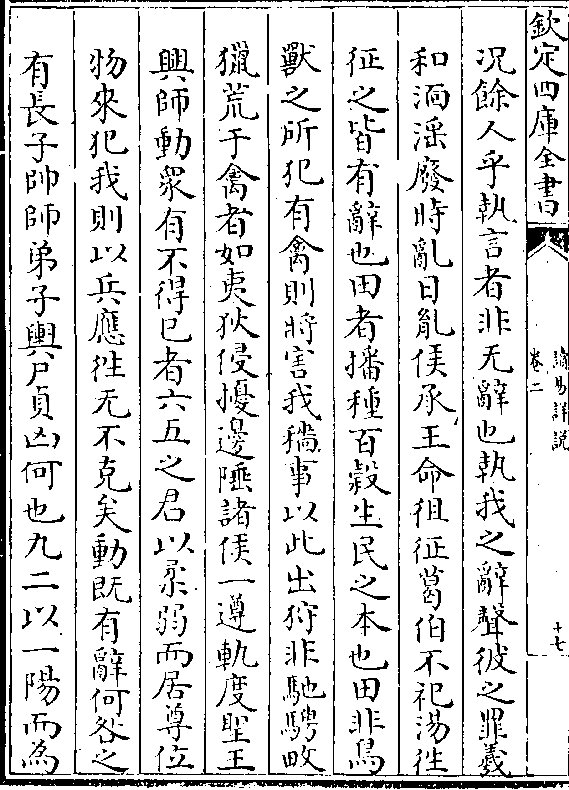 欽定四庫全書
讀易詳說
卷二
十七
况餘人乎執言者非无辭也執我之辭聲彼之罪羲
和湎淫廢時亂日胤侯承王命徂征葛伯不祀湯徃
征之皆有辭也田者播種百穀生民之本也田非鳥
獸之所犯有禽則將害我穡事以此出狩非馳騁畋
獵荒于禽者如夷狄侵擾邊陲諸侯一遵軌度聖王
興師動衆有不得已者六五之君以柔弱而居尊位
物來犯我則以兵應徃无不克矣動旣有辭何咎之
有長子帥師弟子輿尸貞凶何也九二以一陽而為